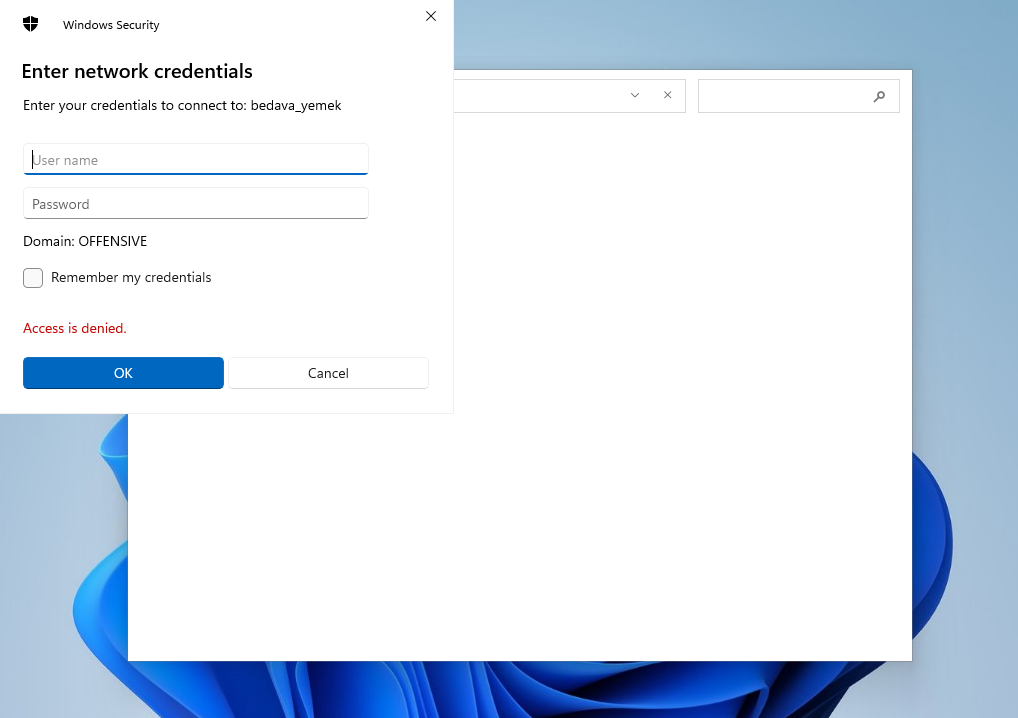 Windows Security
Enter network credentials
Enter your credentials to connect to: bedava_yemek
User name
Password
Domain: OFFENSIVE
Remember my credentials
Access is denied.
OK
Cancel